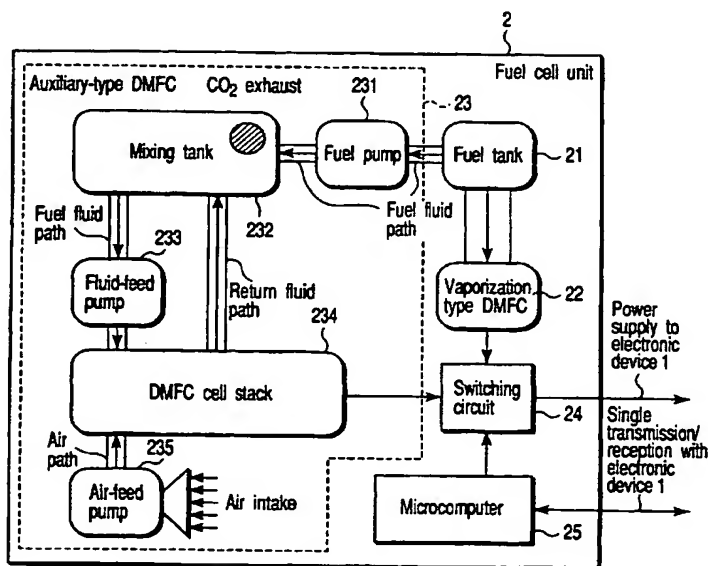 2
Fuel cell unit
Auxiliary-type DMFC
CO2 exhaust
231
23
Mixing tank
Fuel pump
Fuel tank
21
232
Fuel fluid
path
Fuel fluid
path
233
Fluid-feed
pump
Return fluid
path
Vaporization
type DMFC
22
234
DMFC cell stack
Switching
circuit
24
Power
supply to
electronic
device 1
Single
transmission/
reception with
electronic
device 1
Air
path
235
Air-feed
pump
Air intake
Microcomputer
25